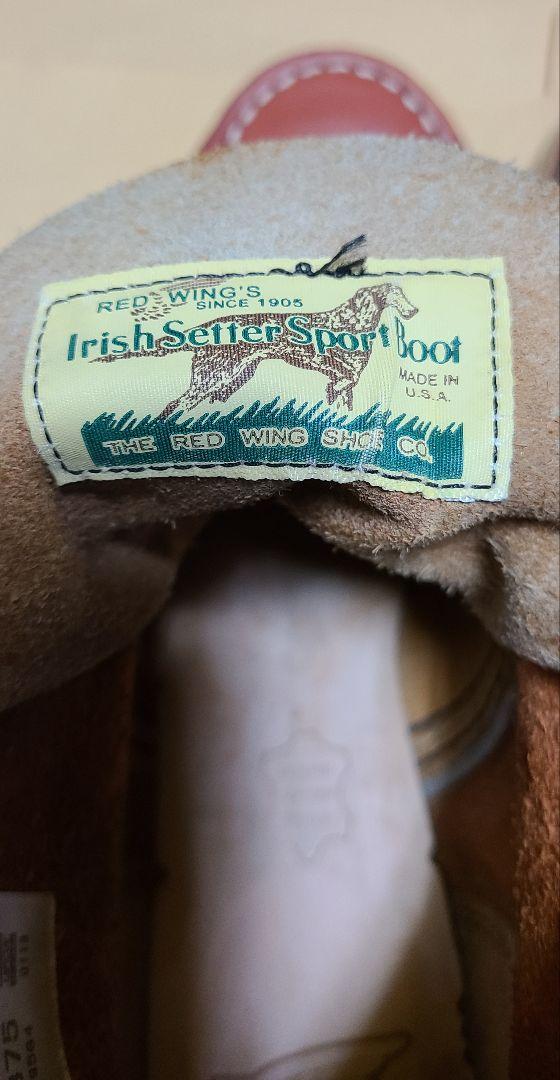 RED WING'S
SINCE 1905
Irish Setter Sport Boot
MADE IN
U.S.A.
THE RED WING SHOE CO.